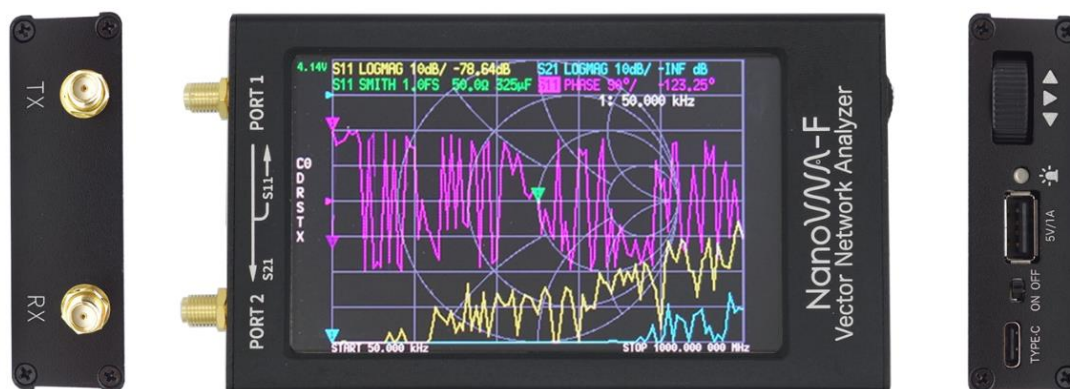 TX
RX
PORT 1
S11
S21
PORT 2
4.14V S11 LOGMAG 10dB/ -78.64dB S21 LOGMAG 10dB/ -INF dB
S11 SMITH 1.0FS 50.0Ω 325µF S11 PHASE 90°/ -123.25°
1: 50.000 kHz
C0
D
R
S
T
X
START 50.000 kHz STOP 1000.000 000 MHz
NanoVNA-F
Vector Network Analyzer
5V/1A
ON OFF
TYPE-C